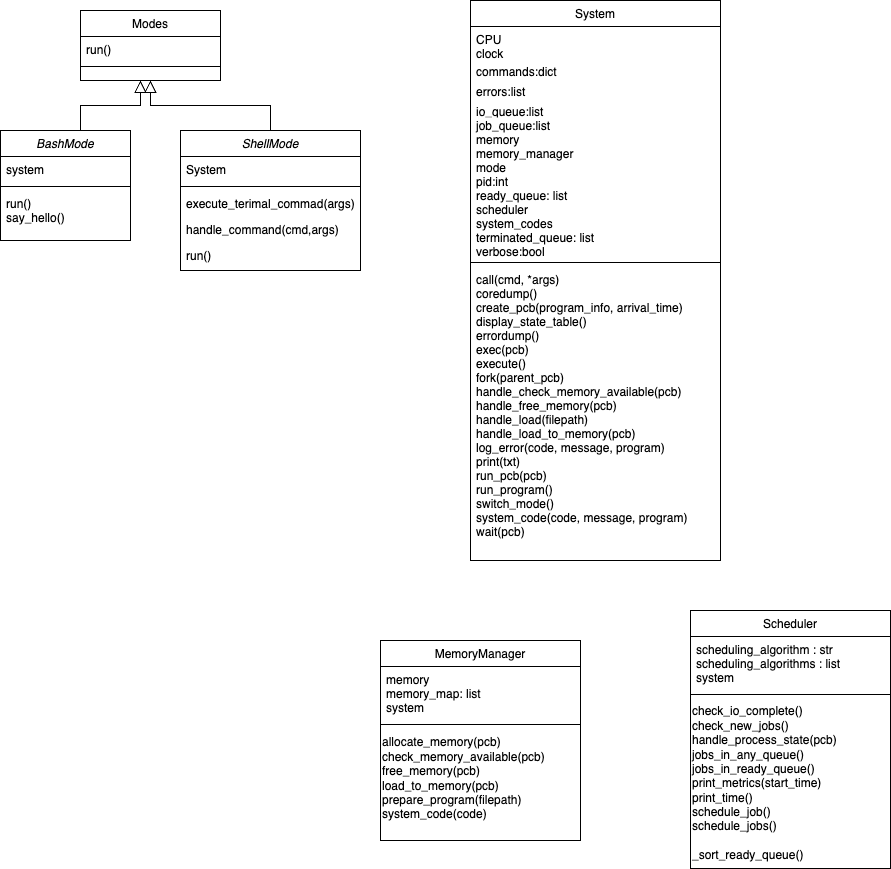 Modes
run()
BashMode
system
run()
say_hello()
ShellMode
System
execute_terimal_commad(args)
handle_command(cmd,args)
run()
System
CPU
clock
commands:dict
errors:list
io_queue:list
job_queue:list
memory
memory_manager
mode
pid:int
ready_queue: list
scheduler
system_codes
terminated_queue: list
verbose:bool
call(cmd, *args)
coredump()
create_pcb(program_info, arrival_time)
display_state_table()
errordump()
exec(pcb)
execute()
fork(parent_pcb)
handle_check_memory_available(pcb)
handle_free_memory(pcb)
handle_load(filepath)
handle_load_to_memory(pcb)
log_error(code, message, program)
print(txt)
run_pcb(pcb)
run_program()
switch_mode()
system_code(code, message, program)
wait(pcb)
MemoryManager
memory
memory_map: list
system
allocate_memory(pcb)
check_memory_available(pcb)
free_memory(pcb)
load_to_memory(pcb)
prepare_program(filepath)
system_code(code)
Scheduler
scheduling_algorithm : str
scheduling_algorithms : list
system
check_io_complete()
check_new_jobs()
handle_process_state(pcb)
jobs_in_any_queue()
jobs_in_ready_queue()
print_metrics(start_time)
print_time()
schedule_job()
schedule_jobs()
_sort_ready_queue()